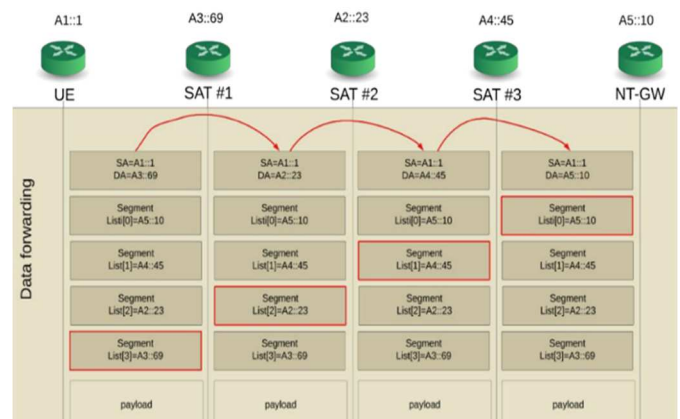 A1::1
A3::69
A2::23
A4::45
A5::10
UE
SAT #1
SAT #2
SAT #3
NT-GW
Data forwarding
SA=A1::1
DA=A3::69
SA=A1::1
DA=A2::23
SA=A1::1
DA=A4::45
SA=A1::1
DA=A5::10
Segment
Listi[0]=A5::10
Segment
Listi[0]=A5::10
Segment
Listi[0]=A5::10
Segment
Listi[0]=A5::10
Segment
List[1]=A4::45
Segment
List[1]=A4::45
Segment
List[1]=A4::45
Segment
List[1]=A4::45
Segment
List[2]=A2::23
Segment
List[2]=A2::23
Segment
List[2]=A2::23
Segment
List[2]=A2::23
Segment
List[3]=A3::69
Segment
List[3]=A3::69
Segment
List[3]=A3::69
Segment
List[3]=A3::69
payload
payload
payload
payload